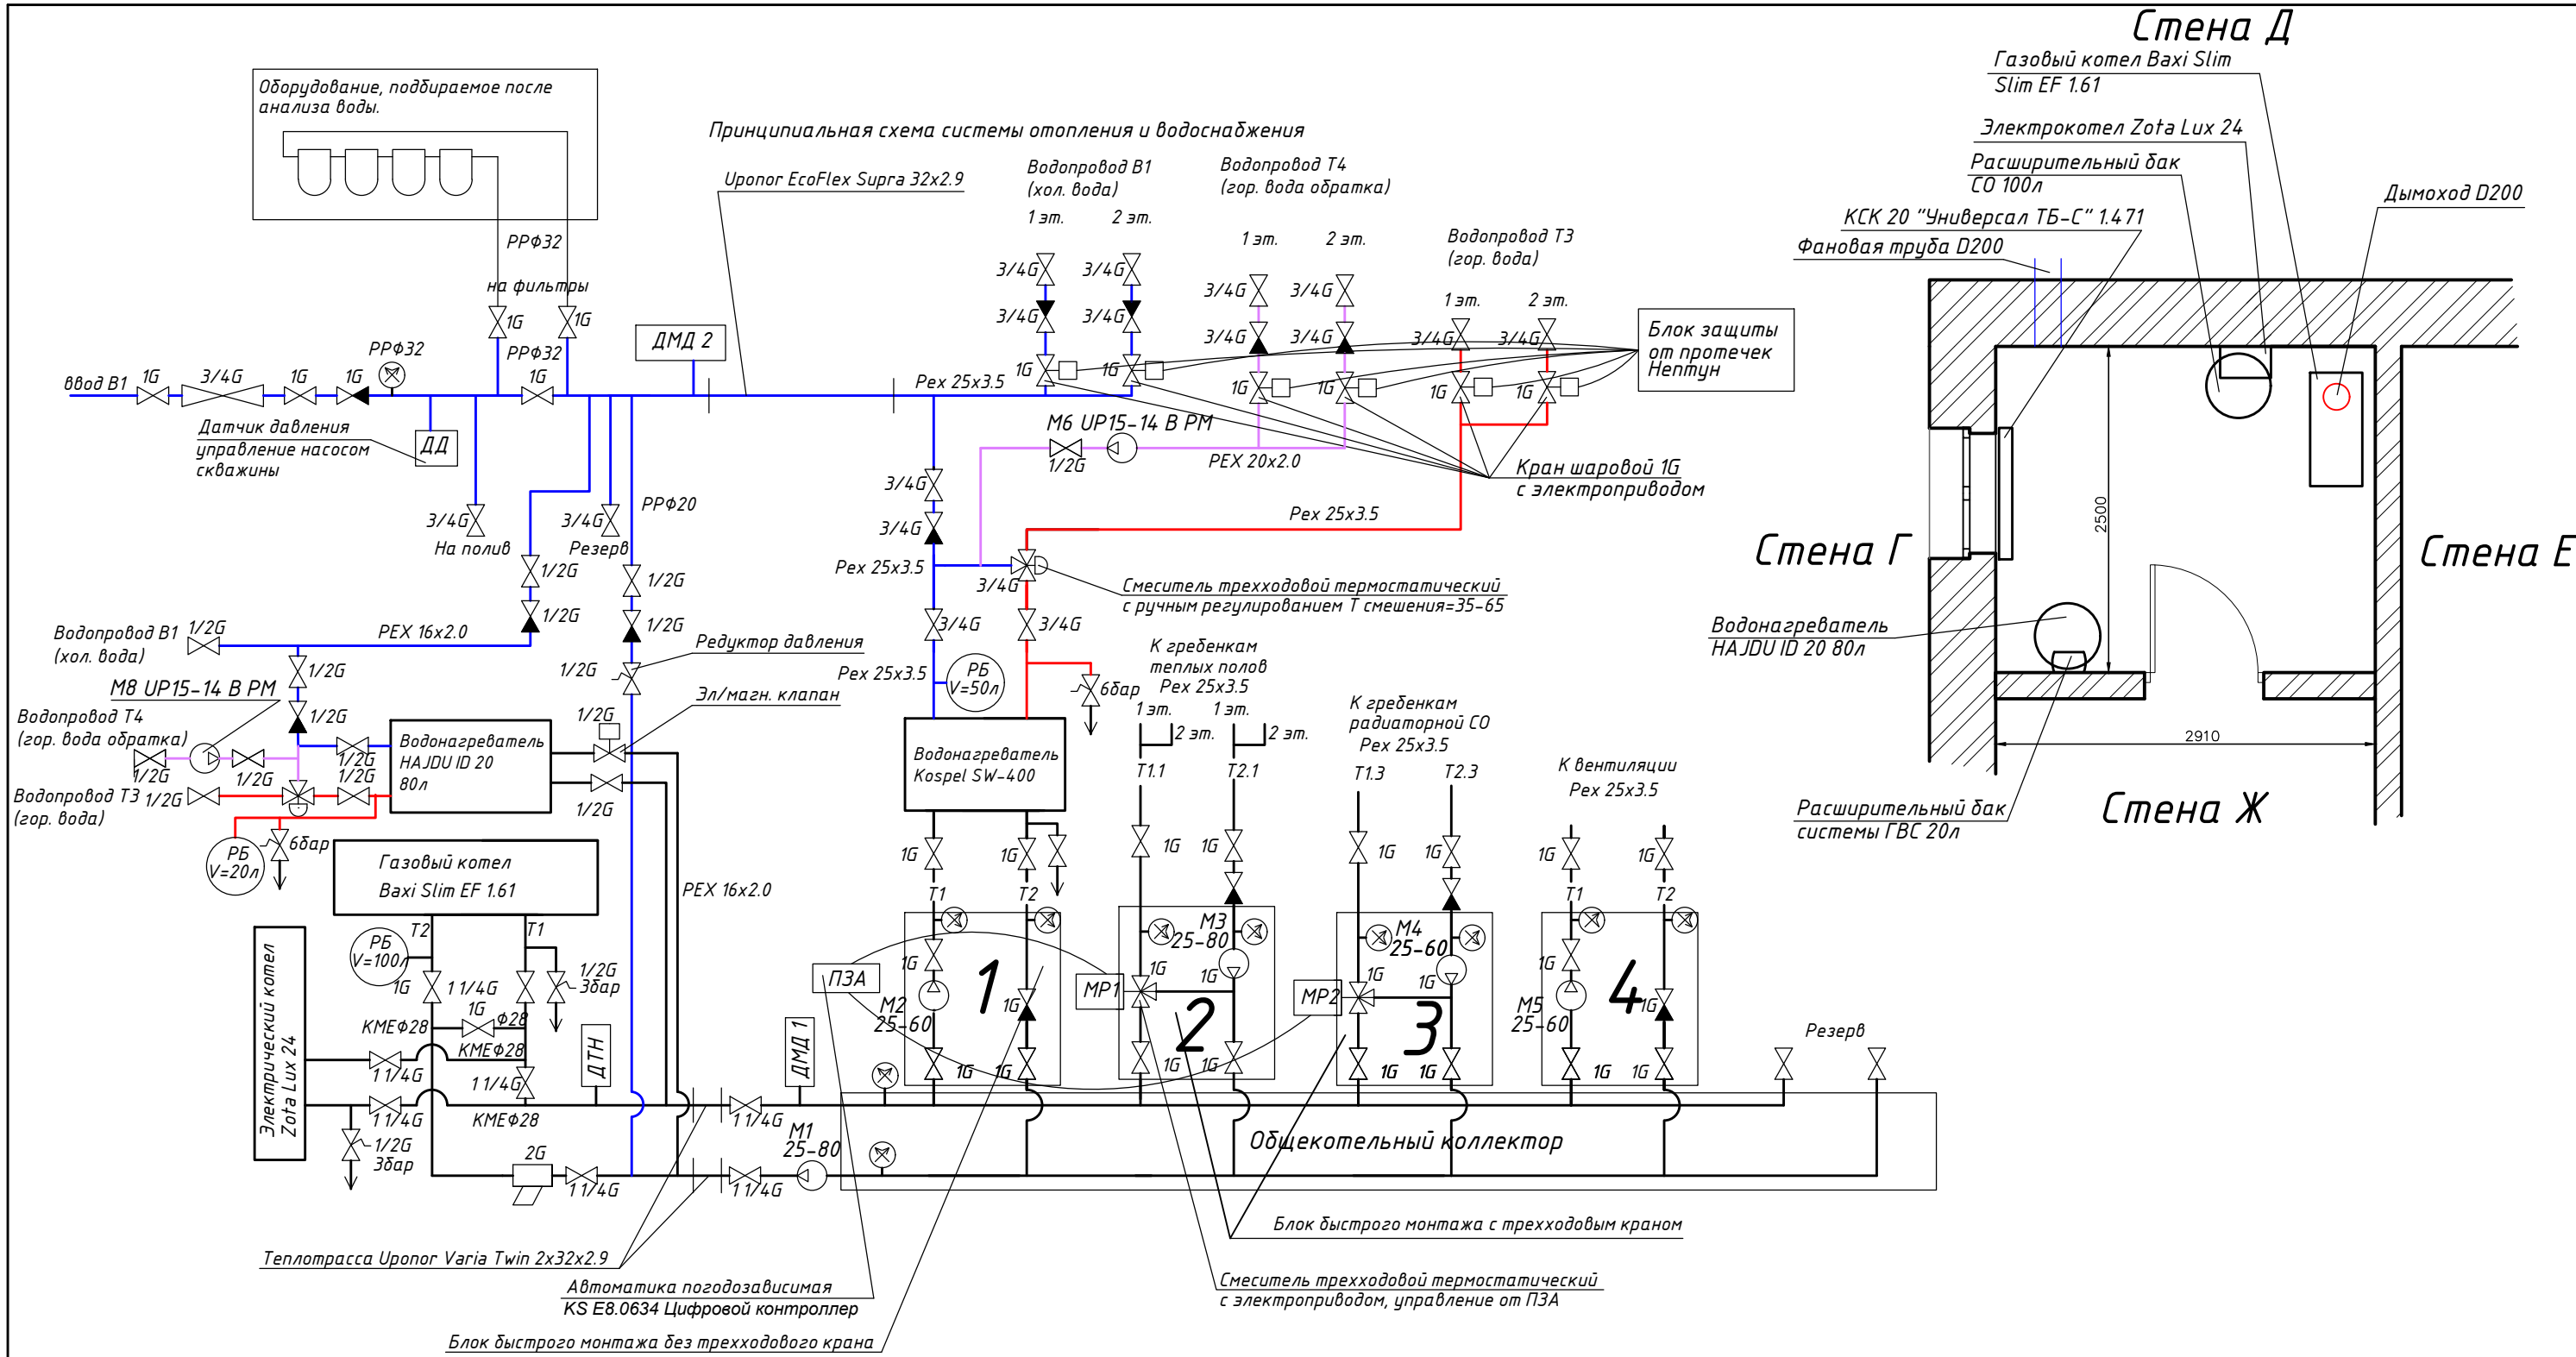 Стена Д
Газовый котел Baxi Slim
Slim EF 1.61
Электрокотел Zota Lux 24
Расширительный бак
СО 100л
Дымоход D200
КСК 20 "Универсал ТБ-С" 1.471
Фановая труба D200
Стена Г
Стена Е
2500
2910
Водонагреватель
HAJDU ID 20 80л
Расширительный бак
системы ГВС 20л
Стена Ж
Оборудование, подбираемое после
анализа воды.
Принципиальная схема системы отопления и водоснабжения
Uponor EcoFlex Supra 32x2.9
Водопровод В1
(хол. вода)
1 эт.
2 эт.
Водопровод Т4
(гор. вода обратка)
1 эт.
2 эт.
Водопровод Т3
(гор. вода)
1 эт.
2 эт.
РРФ32
на фильтры
1G
1G
РРФ32
РРФ32
ДМД 2
ввод В1
1G
3/4G
1G
1G
1G
3/4G
3/4G
3/4G
3/4G
3/4G
3/4G
3/4G
3/4G
3/4G
3/4G
1G
1G
1G
1G
1G
1G
Блок защиты
от протечек
Нептун
Pex 25x3.5
Датчик давления
управление насосом
скважины
ДД
М6 UP15-14 B PM
1/2G
PEX 20x2.0
Кран шаровой 1G
с электроприводом
3/4G
На полив
3/4G
Резерв
РРФ20
3/4G
3/4G
Pex 25x3.5
Pex 25x3.5
3/4G
Смеситель трехходовой термостатический
с ручным регулированием Т смешения=35-65
1/2G
1/2G
1/2G
1/2G
Водопровод В1
(хол. вода)
1/2G
PEX 16x2.0
1/2G
Редуктор давления
3/4G
3/4G
1/2G
М8 UP15-14 B PM
Эл/магн. клапан
Pex 25x3.5
РБ
V=50л
6бар
К гребенкам
теплых полов
Pex 25x3.5
1 эт.
2 эт.
1 эт.
2 эт.
К гребенкам
радиаторной СО
Pex 25x3.5
К вентиляции
Pex 25x3.5
Водопровод Т4
(гор. вода обратка)
1/2G
1/2G
1/2G
1/2G
1/2G
Водопровод Т3
(гор. вода)
1/2G
Водонагреватель
HAJDU ID 20
80л
1/2G
1/2G
РБ
V=20л
6бар
Водонагреватель
Kospel SW-400
Т1.1
Т2.1
Т1.3
Т2.3
Газовый котел
Baxi Slim EF 1.61
PEX 16x2.0
1G
1G
1G
1G
1G
1G
1G
1G
Т1
Т2
Т1
Т2
Т2
Т1
РБ
V=100л
1G
1 1/4G
1G
Ф28
1/2G
3бар
КМЕФ28
КМЕФ28
Электрический котел
Zota Lux 24
1 1/4G
1 1/4G
1 1/4G
КМЕФ28
1/2G
3бар
ДТН
ПЗА
1G
М2
25-60
1
1G
1G
1G
МР1
М3
25-80
1G
1G
2
1G
1G
МР2
М4
25-60
1G
1G
3
1G
1G
1G
М5
25-60
4
1G
1G
1G
Резерв
ДМД 1
1 1/4G
М1
25-80
2G
1 1/4G
1 1/4G
Общекотельный коллектор
Блок быстрого монтажа с трехходовым краном
Теплотрасса Uponor Varia Twin 2x32x2.9
Автоматика погодозависимая
KS E8.0634 Цифровой контроллер
Смеситель трехходовой термостатический
с электроприводом, управление от ПЗА
Блок быстрого монтажа без трехходового крана